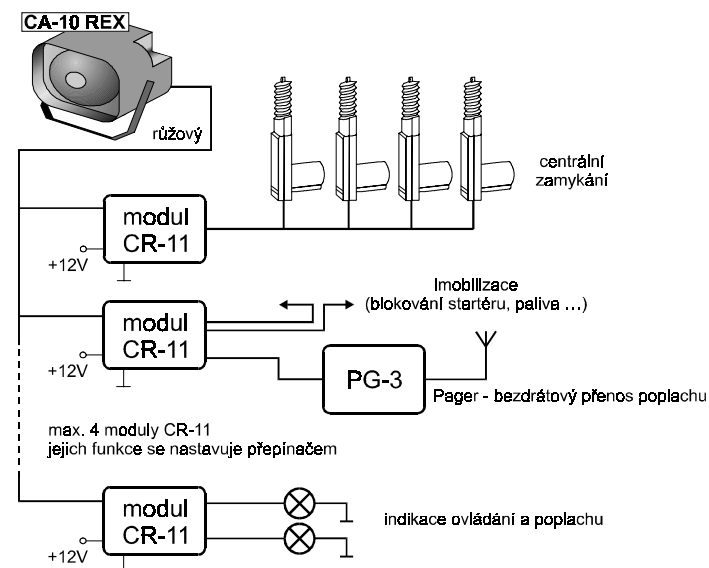 CA-10 REX
růžový
centrální
zamykání
modul
CR-11
+12V
Imobilizace
(blokování startéru, paliva ...)
modul
CR-11
+12V
PG-3
Pager - bezdrátový přenos poplachu
max. 4 moduly CR-11
jejich funkce se nastavuje přepínačem
modul
CR-11
+12V
indikace ovládání a poplachu